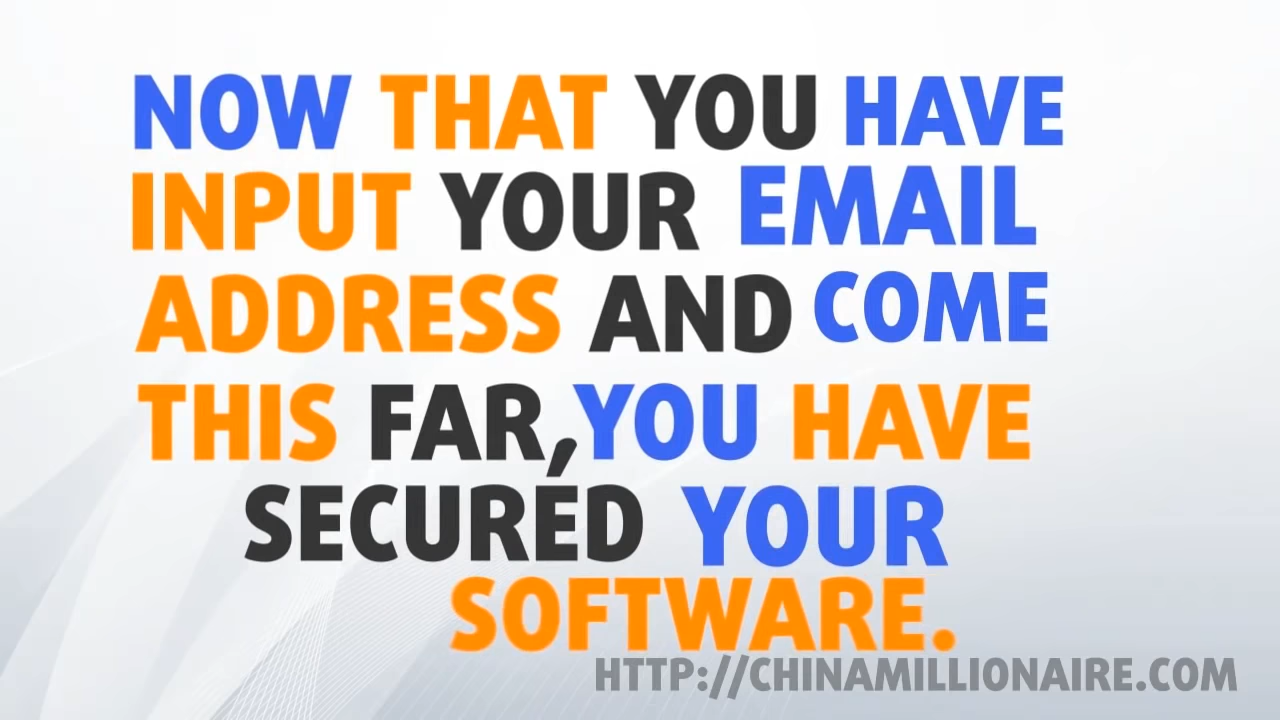 NOW THAT YOU HAVE
INPUT YOUR EMAIL
ADDRESS AND COME
THIS FAR,YOU HAVE
SECURED YOUR
SOFTWARE.
HTTP://CHINAMILLIONAIRE.COM